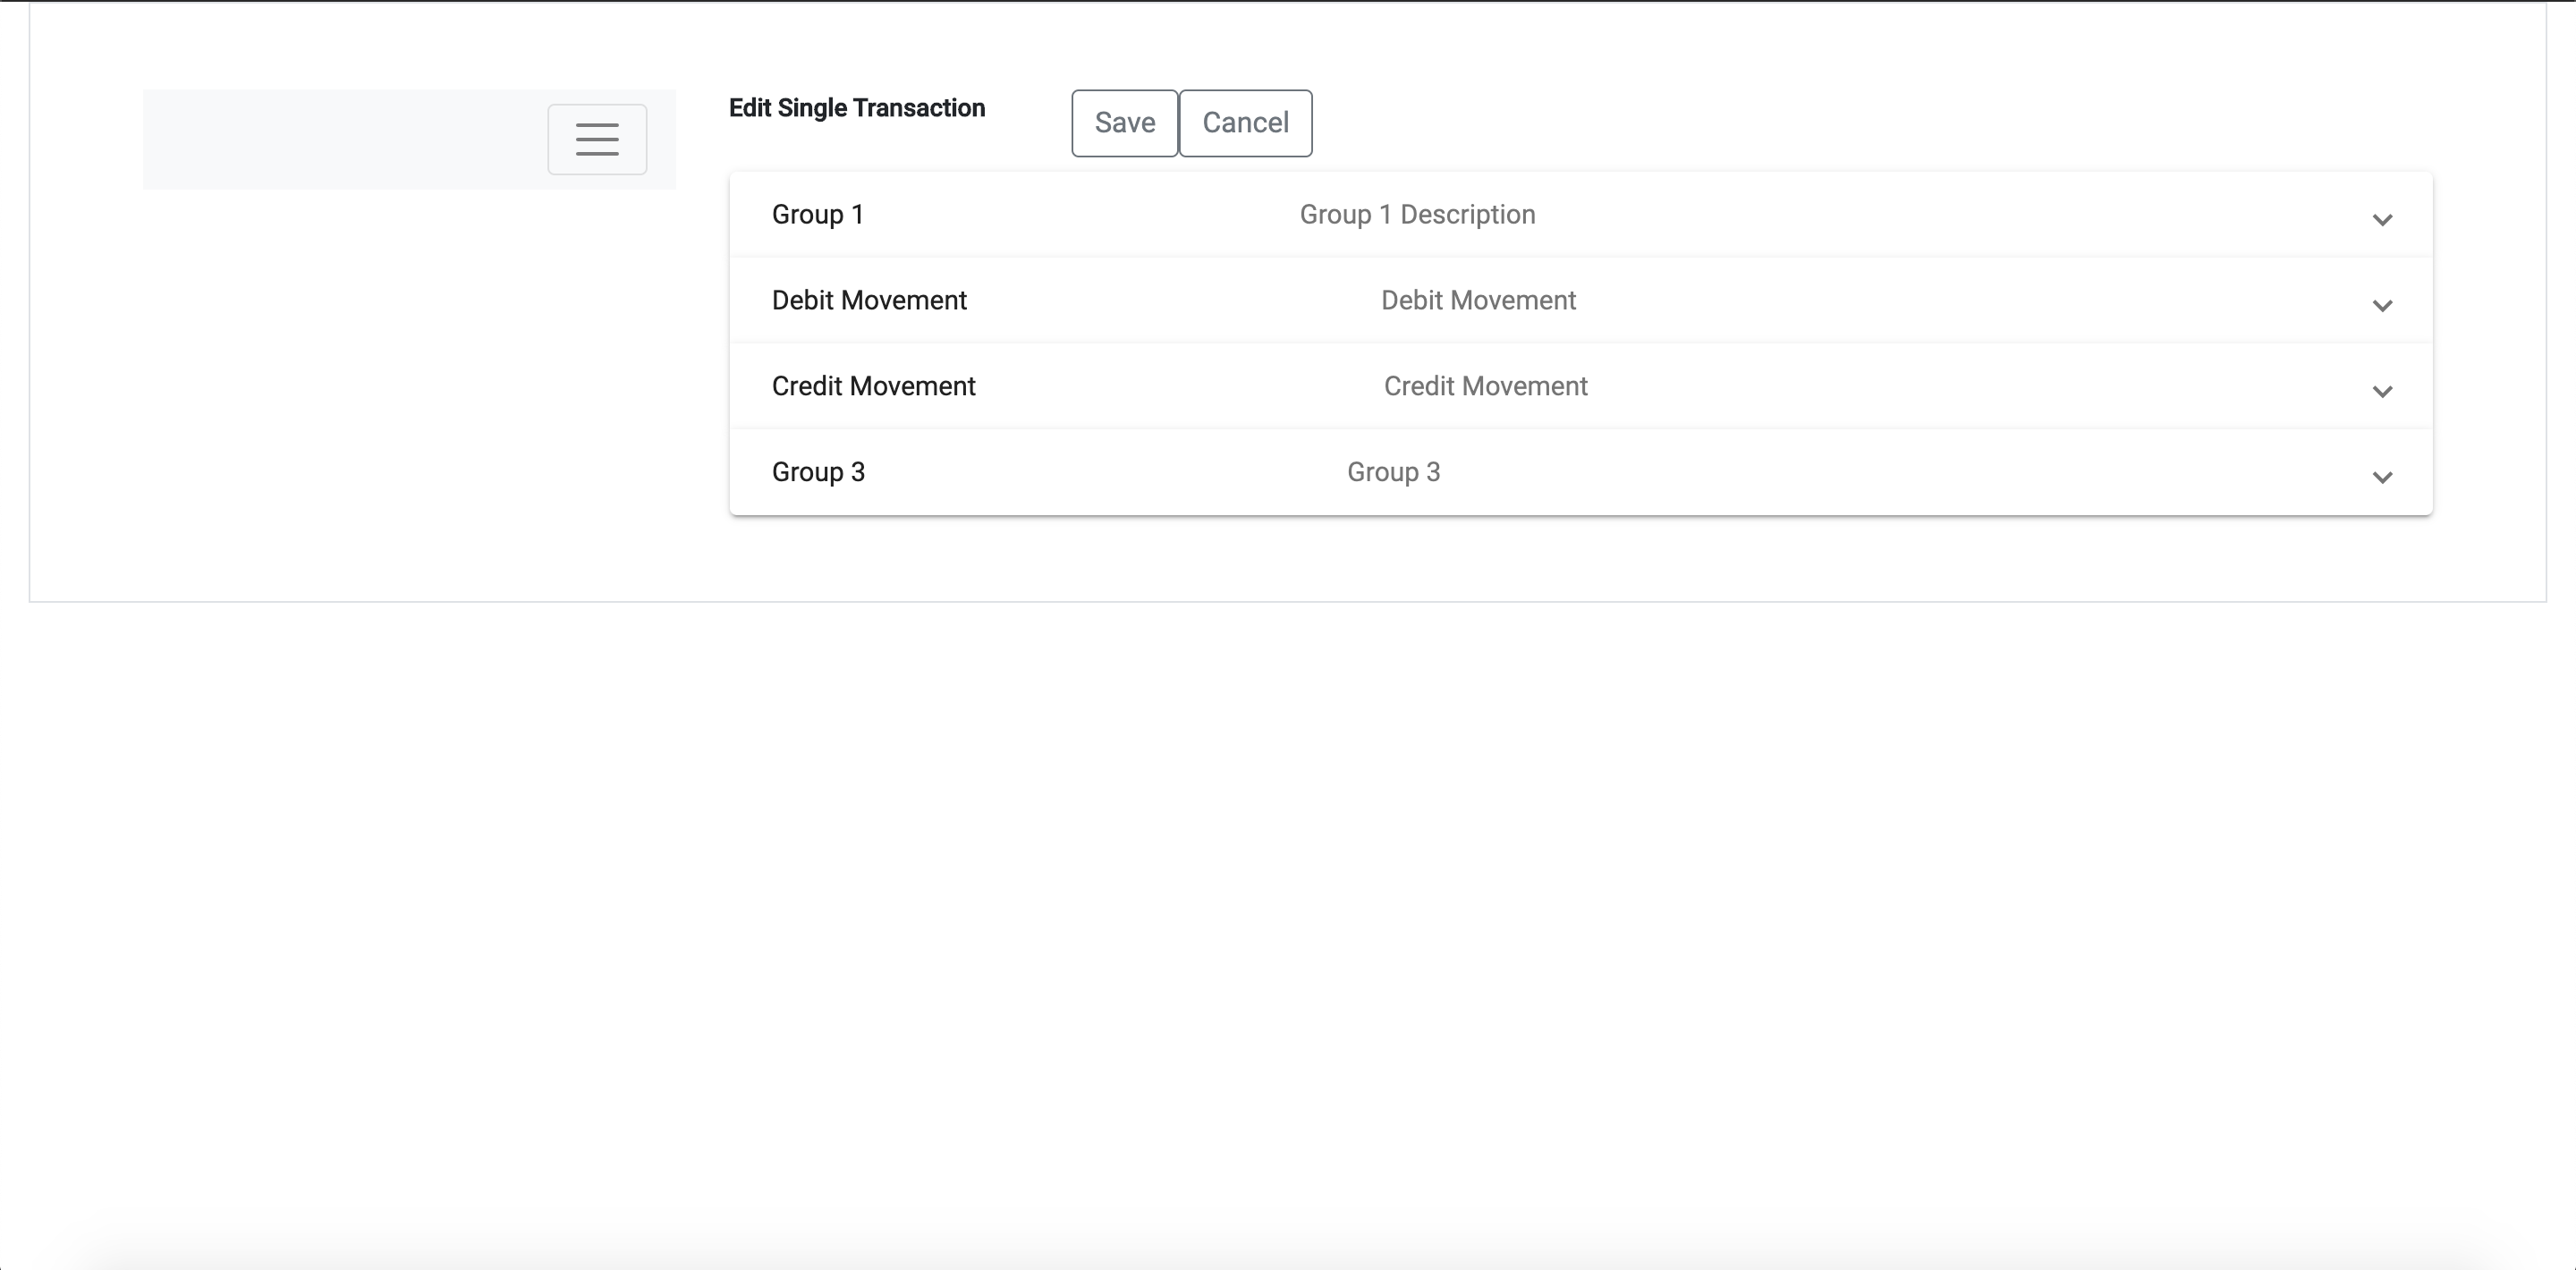 Edit Single Transaction Save Cancel
Group 1 Group 1 Description
Debit Movement Debit Movement
Credit Movement Credit Movement
Group 3 Group 3